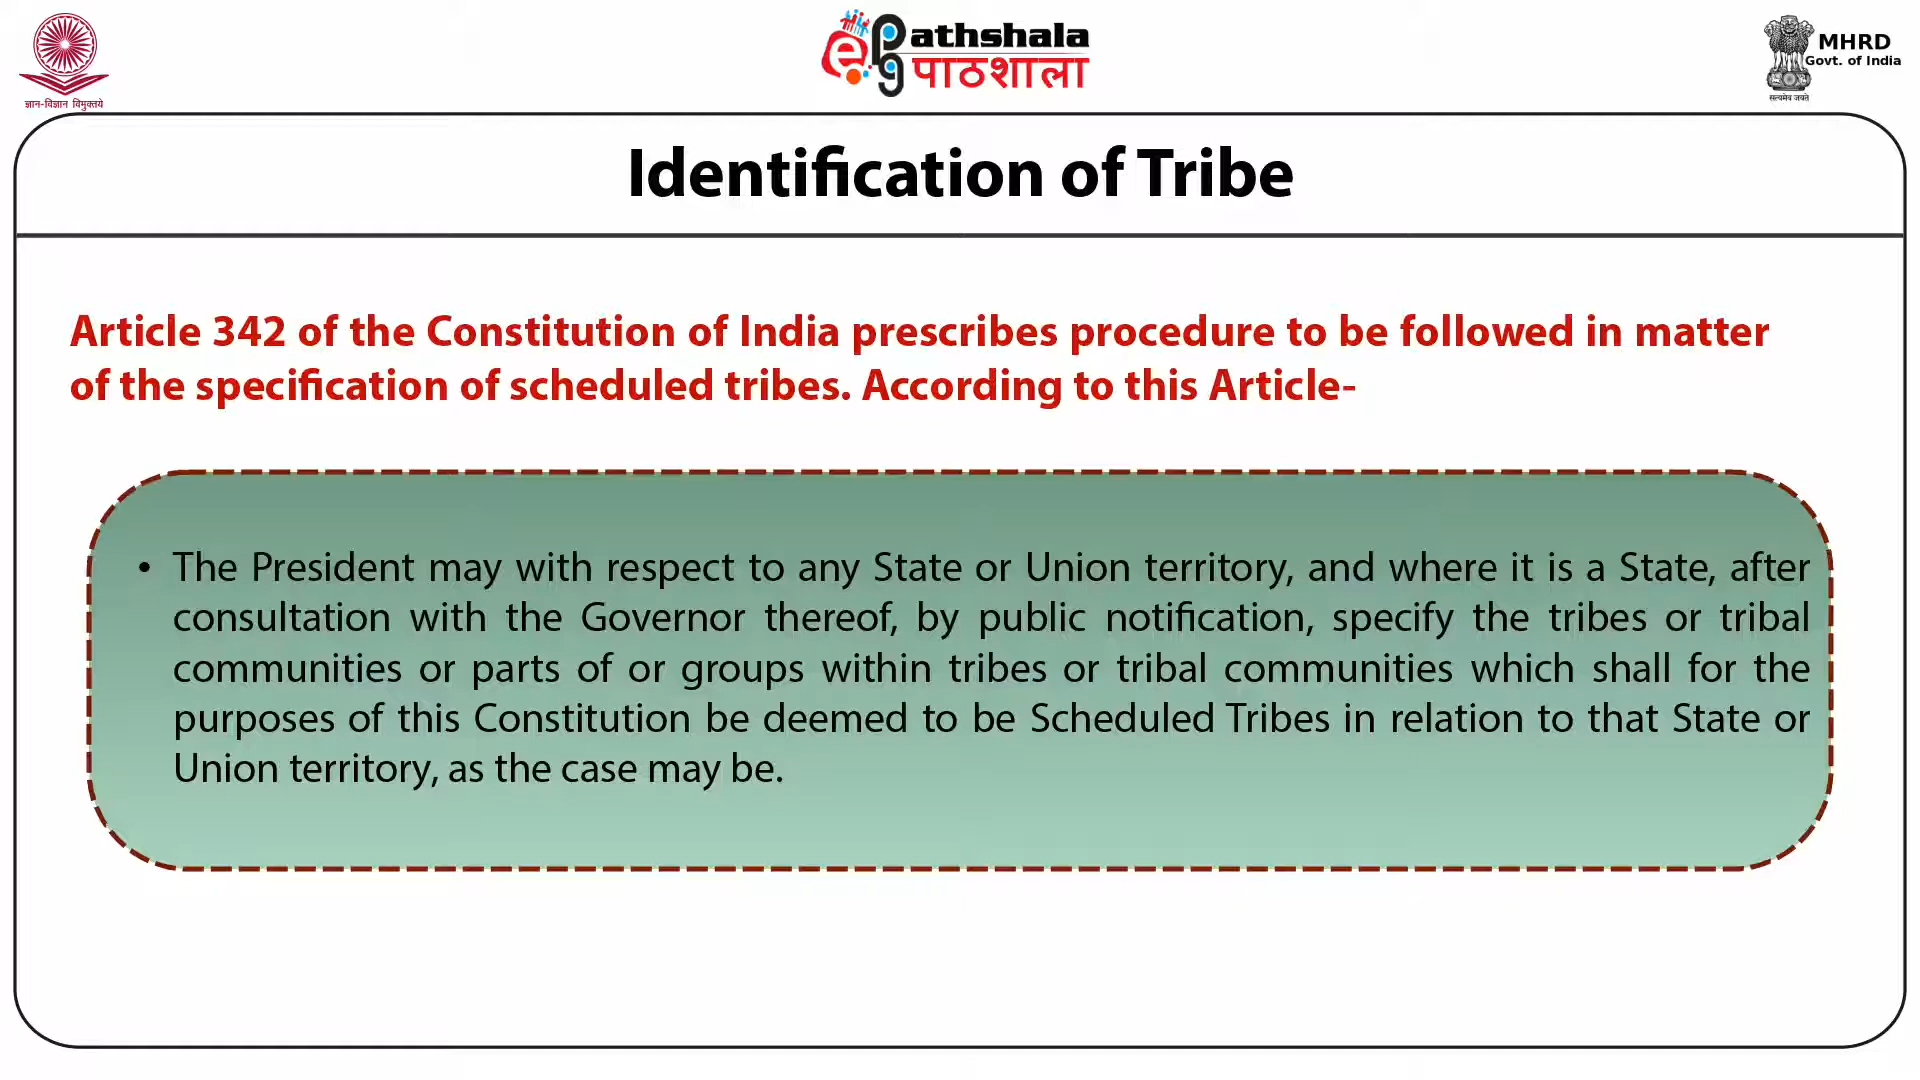 ज्ञान-विज्ञान विमुक्तये
e Pathshala
पाठशाला
MHRD
Govt. of India
सत्यमेव जयते
Identification of Tribe
Article 342 of the Constitution of India prescribes procedure to be followed in matter
of the specification of scheduled tribes. According to this Article-
• The President may with respect to any State or Union territory, and where it is a State, after
consultation with the Governor thereof, by public notification, specify the tribes or tribal
communities or parts of or groups within tribes or tribal communities which shall for the
purposes of this Constitution be deemed to be Scheduled Tribes in relation to that State or
Union territory, as the case may be.